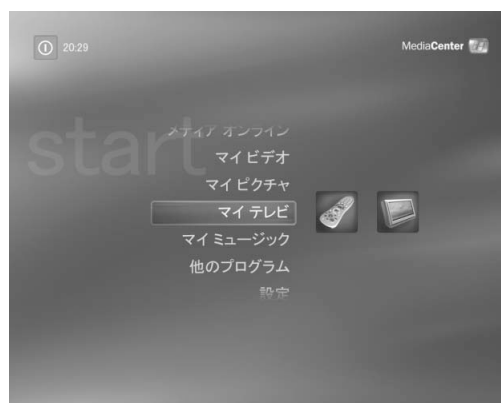 20:29
MediaCenter
start
メディア オンライン
マイ ビデオ
マイ ピクチャ
マイ テレビ
マイ ミュージック
他のプログラム
設定